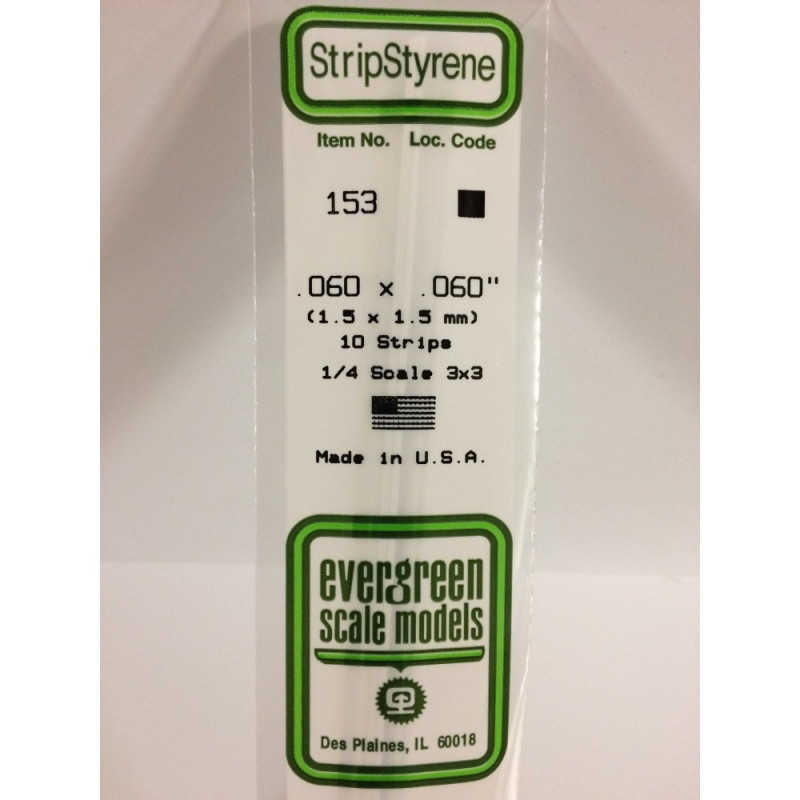 StripStyrene
Item No. Loc. Code
153
.060 x .060"
(1.5 x 1.5 mm)
10 Strips
1/4 Scale 3x3
Made in U.S.A.
evergreen
scale models
Des Plaines, IL 60018